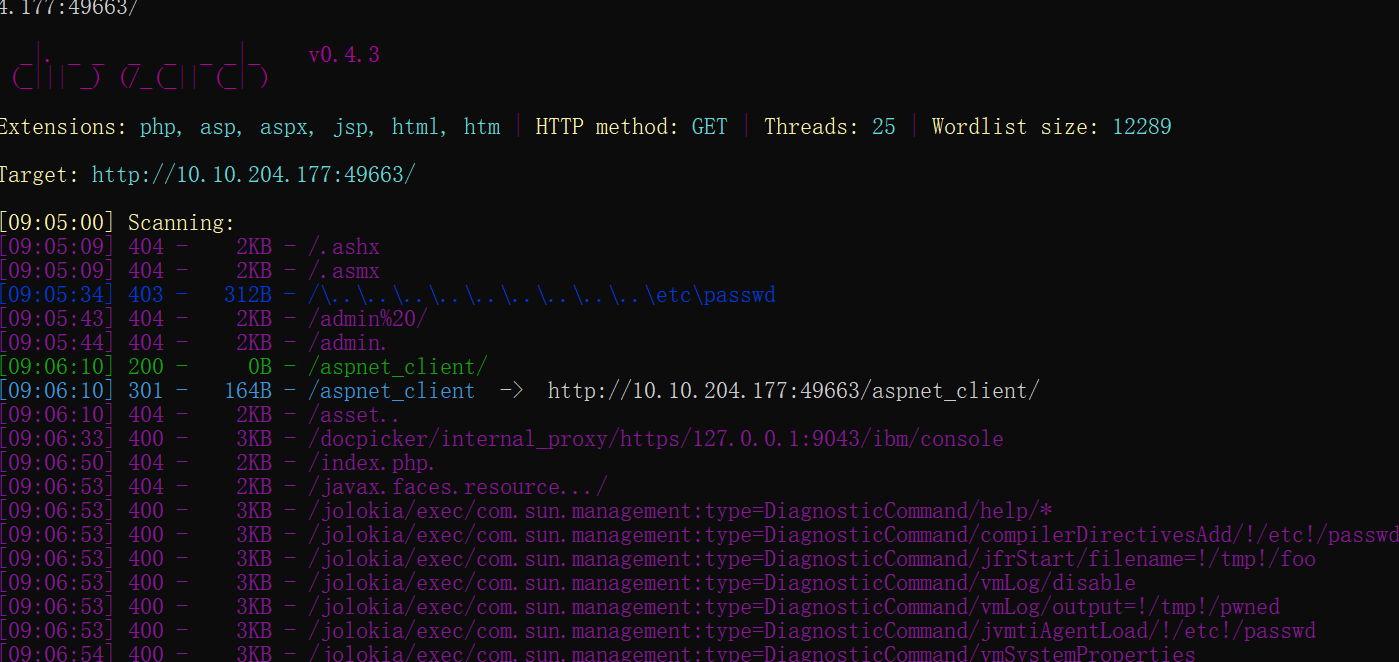 4.177:49663/
v0.4.3
Extensions: php, asp, aspx, jsp, html, htm | HTTP method: GET | Threads: 25 | Wordlist size: 12289
Target: http://10.10.204.177:49663/
[09:05:00] Scanning:
[09:05:09] 404 -    2KB - /.ashx
[09:05:09] 404 -    2KB - /.asmx
[09:05:34] 403 -   312B - /\..\..\..\..\..\..\..\..\..\etc\passwd
[09:05:43] 404 -    2KB - /admin%20/
[09:05:44] 404 -    2KB - /admin.
[09:06:10] 200 -     0B - /aspnet_client/
[09:06:10] 301 -   164B - /aspnet_client  ->  http://10.10.204.177:49663/aspnet_client/
[09:06:10] 404 -    2KB - /asset..
[09:06:33] 400 -    3KB - /docpicker/internal_proxy/https/127.0.0.1:9043/ibm/console
[09:06:50] 404 -    2KB - /index.php.
[09:06:53] 404 -    2KB - /javax.faces.resource.../
[09:06:53] 400 -    3KB - /jolokia/exec/com.sun.management:type=DiagnosticCommand/help/*
[09:06:53] 400 -    3KB - /jolokia/exec/com.sun.management:type=DiagnosticCommand/compilerDirectivesAdd/!/etc!/passwd
[09:06:53] 400 -    3KB - /jolokia/exec/com.sun.management:type=DiagnosticCommand/jfrStart/filename=!/tmp!/foo
[09:06:53] 400 -    3KB - /jolokia/exec/com.sun.management:type=DiagnosticCommand/vmLog/disable
[09:06:53] 400 -    3KB - /jolokia/exec/com.sun.management:type=DiagnosticCommand/vmLog/output=!/tmp!/pwned
[09:06:53] 400 -    3KB - /jolokia/exec/com.sun.management:type=DiagnosticCommand/jvmtiAgentLoad/!/etc!/passwd
[09:06:54] 400 -    3KB - /jolokia/exec/com.sun.management:type=DiagnosticCommand/vmSystemProperties